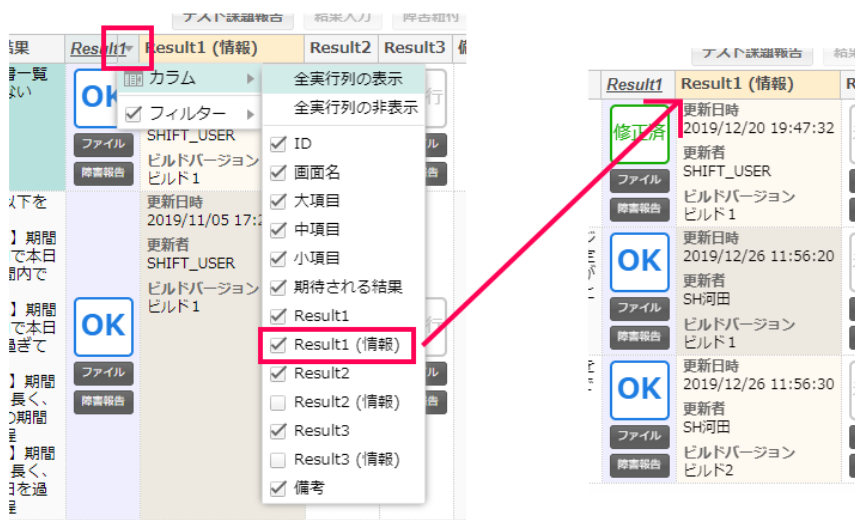 テスト課題報告 結果入力 障害紐付
結果 Result1 Result1 (情報) Result2 Result3
一覧
ない
OK
ファイル
障害報告
カラム
フィルター
SHIFT_USER
ビルドバージョン
ビルド1
全実行列の表示
全実行列の非表示
ID
画面名
大項目
中項目
小項目
期待される結果
Result1
Result1 (情報)
Result2
Result2 (情報)
Result3
Result3 (情報)
備考
以下を
】期間
で本日
間内で
】期間
で本日
過ぎて
】期間
長く、
の期間
】期間
長く、
日を過
OK
ファイル
障害報告
更新日時
2019/11/05 17:2
更新者
SHIFT_USER
ビルドバージョン
ビルド1
行
ル
告
行
ル
告
テスト課題報告
Result1 Result1 (情報)
修正済
ファイル
障害報告
更新日時
2019/12/20 19:47:32
更新者
SHIFT_USER
ビルドバージョン
ビルド1
OK
ファイル
障害報告
更新日時
2019/12/26 11:56:20
更新者
SH河田
ビルドバージョン
ビルド1
OK
ファイル
障害報告
更新日時
2019/12/26 11:56:30
更新者
SH河田
ビルドバージョン
ビルド2